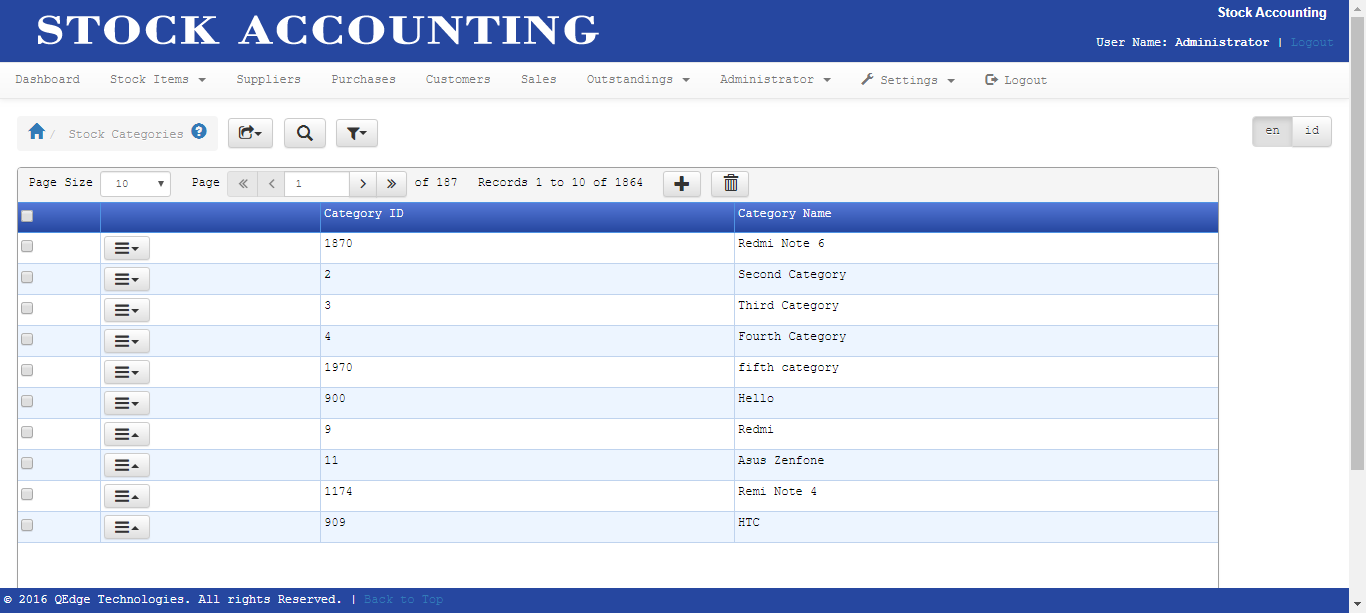 STOCK ACCOUNTING
Stock Accounting
User Name: Administrator | Logout
Dashboard Stock Items Suppliers Purchases Customers Sales Outstandings Administrator Settings Logout
/ Stock Categories ?
en id
Page Size 10 Page 1 of 187 Records 1 to 10 of 1864
Category ID Category Name
1870 Redmi Note 6
2 Second Category
3 Third Category
4 Fourth Category
1970 fifth category
900 Hello
9 Redmi
11 Asus Zenfone
1174 Remi Note 4
909 HTC
© 2016 QEdge Technologies. All rights Reserved. | Back to Top